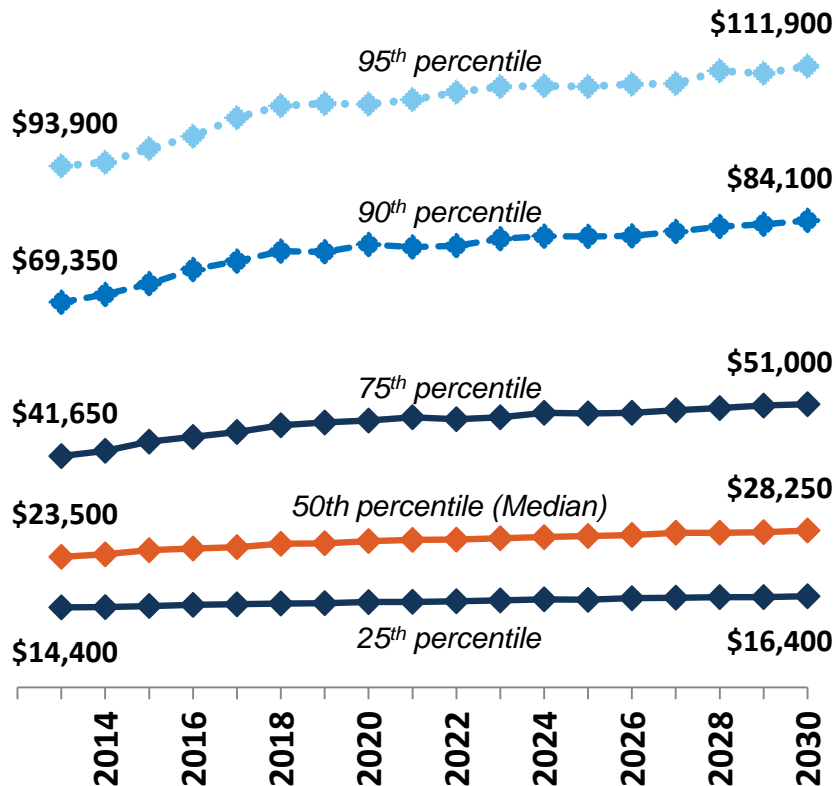 $111,900
95th percentile
$93,900
$84,100
90th percentile
$69,350
$51,000
75th percentile
$41,650
$28,250
50th percentile (Median)
$23,500
25th percentile
$14,400
$16,400
2014 2016 2018 2020 2022 2024 2026 2028 2030